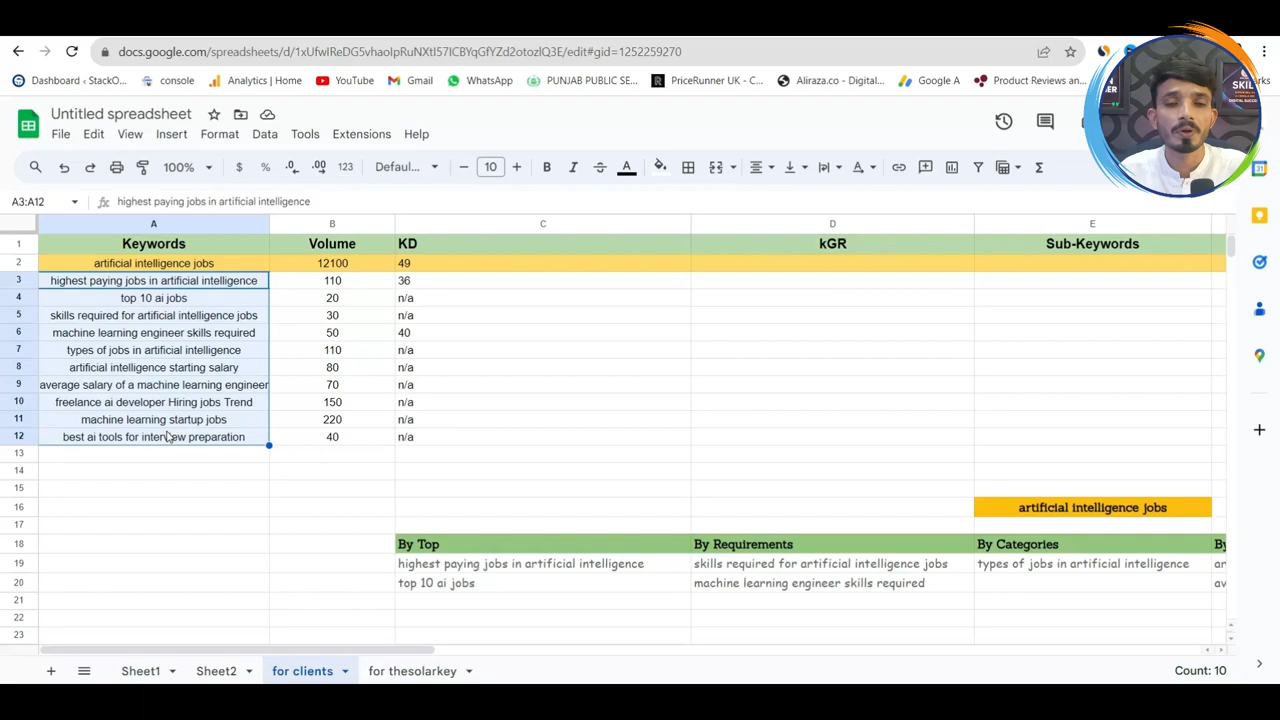 docs.google.com/spreadsheets/d/1xUfwIReDG5vhaoIpRuNXtI57ICBYqGfYZd2otozlQ3E/edit#gid=1252259270
Dashboard ‹ StackO...
console
Analytics | Home
YouTube
Gmail
WhatsApp
PUNJAB PUBLIC SE...
PriceRunner UK - C...
Aliraza.co - Digital...
Google A
Product Reviews an...
Untitled spreadsheet
File Edit View Insert Format Data Tools Extensions Help
100% $ % .0 .00 123 Defaul... 10 B I S A
A3:A12 fx highest paying jobs in artificial intelligence
A B C D E
1 Keywords Volume KD kGR Sub-Keywords
2 artificial intelligence jobs 12100 49
3 highest paying jobs in artificial intelligence 110 36
4 top 10 ai jobs 20 n/a
5 skills required for artificial intelligence jobs 30 n/a
6 machine learning engineer skills required 50 40
7 types of jobs in artificial intelligence 110 n/a
8 artificial intelligence starting salary 80 n/a
9 average salary of a machine learning engineer 70 n/a
10 freelance ai developer Hiring jobs Trend 150 n/a
11 machine learning startup jobs 220 n/a
12 best ai tools for interview preparation 40 n/a
13
14
15
16 artificial intelligence jobs
17
18 By Top By Requirements By Categories By
19 highest paying jobs in artificial intelligence skills required for artificial intelligence jobs types of jobs in artificial intelligence ar
20 top 10 ai jobs machine learning engineer skills required av
21
22
23
Sheet1 Sheet2 for clients for thesolarkey Count: 10